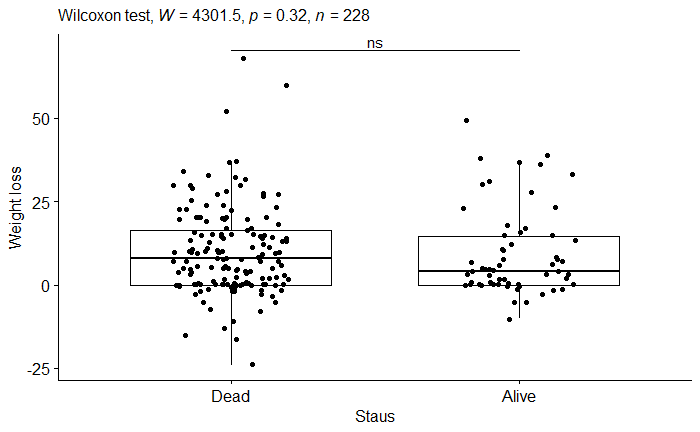 Wilcoxon test, W = 4301.5, p = 0.32, n = 228
ns
50
25
0
-25
Weight loss
Dead Alive
Staus